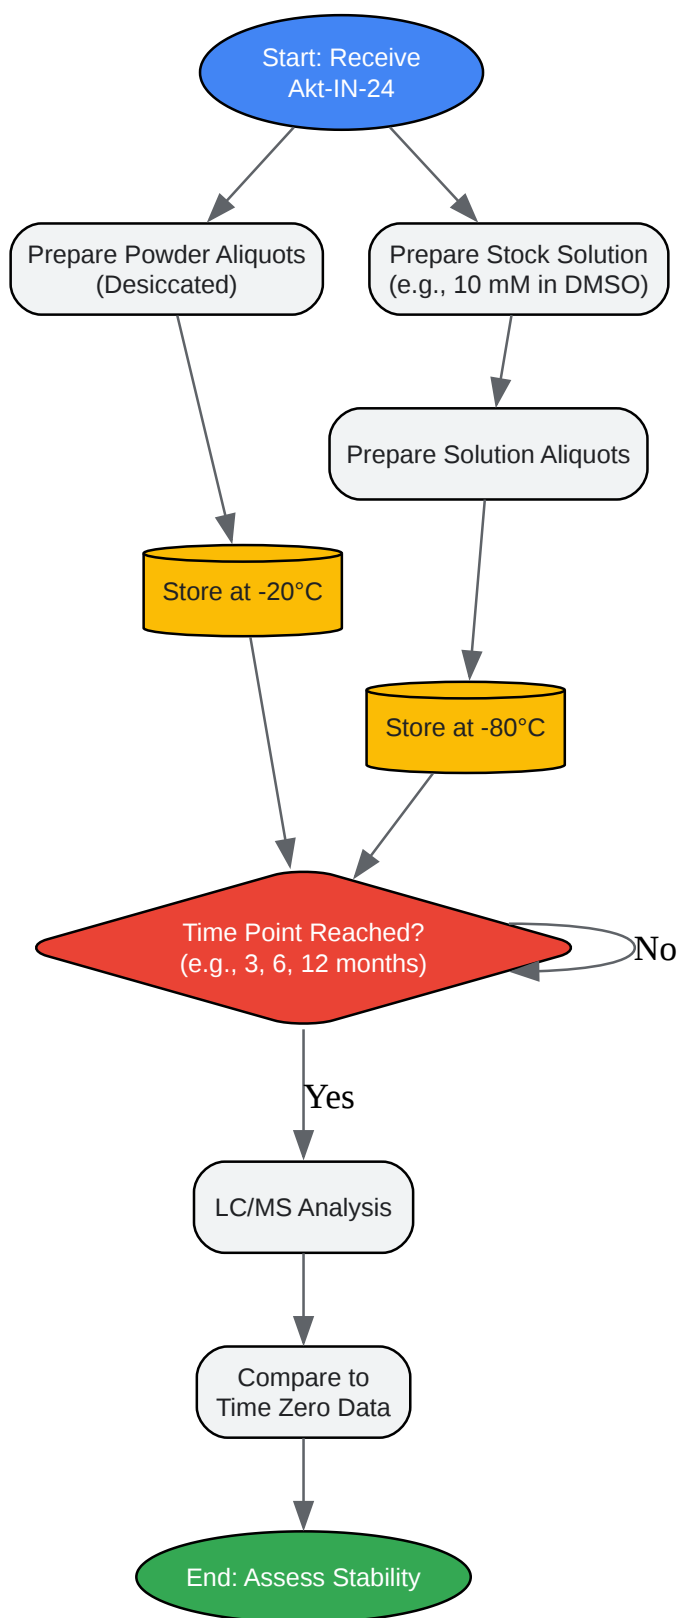 Start: Receive
Akt-IN-24
Prepare Powder Aliquots
(Desiccated)
Prepare Stock Solution
(e.g., 10 mM in DMSO)
Prepare Solution Aliquots
Store at -20°C
Store at -80°C
Time Point Reached?
(e.g., 3, 6, 12 months)
No
Yes
LC/MS Analysis
Compare to
Time Zero Data
End: Assess Stability